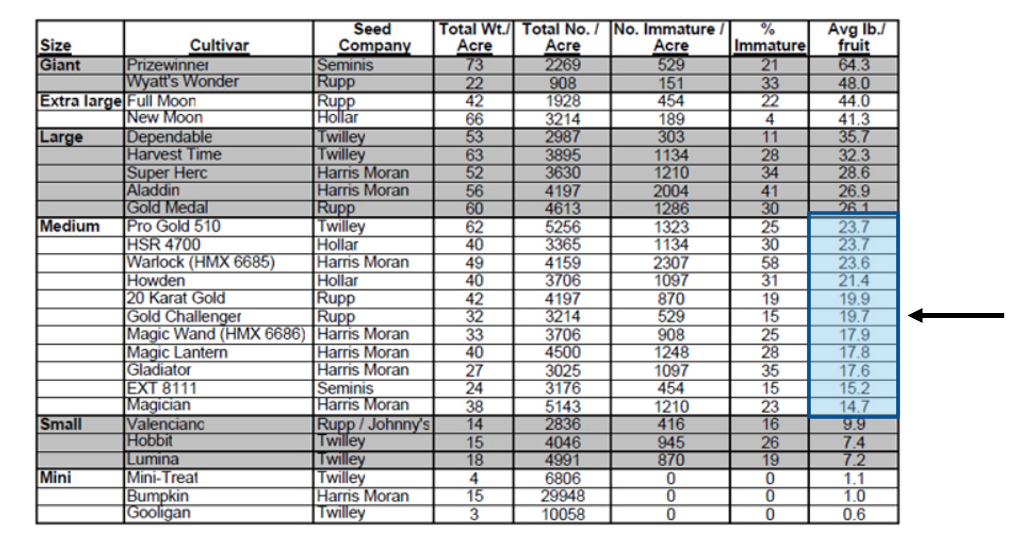 Size Cultivar Seed Company Total Wt./ Acre Total No. / Acre No. Immature / Acre % Immature Avg lb./ fruit
Giant Prizewinner Seminis 73 2269 529 21 64.3
Wyatt's Wonder Rupp 22 908 151 33 48.0
Extra large Full Moon Rupp 42 1928 454 22 44.0
New Moon Hollar 66 3214 189 4 41.3
Large Dependable Twilley 53 2987 303 11 35.7
Harvest Time Twilley 63 3895 1134 28 32.3
Super Herc Harris Moran 52 3630 1210 34 28.6
Aladdin Harris Moran 56 4197 2004 41 26.9
Gold Medal Rupp 60 4613 1286 30 26.1
Medium Pro Gold 510 Twilley 62 5256 1323 25 23.7
HSR 4700 Hollar 40 3365 1134 30 23.7
Warlock (HMX 6685) Harris Moran 49 4159 2307 58 23.6
Howden Hollar 40 3706 1097 31 21.4
20 Karat Gold Rupp 42 4197 870 19 19.9
Gold Challenger Rupp 32 3214 529 15 19.7
Magic Wand (HMX 6686) Harris Moran 33 3706 908 25 17.9
Magic Lantern Harris Moran 40 4500 1248 28 17.8
Gladiator Harris Moran 27 3025 1097 35 17.6
EXT 8111 Seminis 24 3176 454 15 15.2
Magician Harris Moran 38 5143 1210 23 14.7
Small Valenciano Rupp / Johnny's 14 2836 416 16 9.9
Hobbit Twilley 15 4046 945 26 7.4
Lumina Twilley 18 4991 870 19 7.2
Mini Mini-Treat Twilley 4 6806 0 0 1.1
Bumpkin Harris Moran 15 29948 0 0 1.0
Gooligan Twilley 3 10058 0 0 0.6